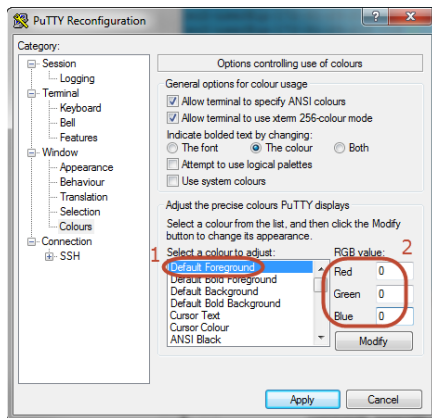 PuTTY Reconfiguration
Category:
Session
Logging
Terminal
Keyboard
Bell
Features
Window
Appearance
Behaviour
Translation
Selection
Colours
Connection
SSH
Options controlling use of colours
General options for colour usage
Allow terminal to specify ANSI colours
Allow terminal to use xterm 256-colour mode
Indicate bolded text by changing:
The font The colour Both
Attempt to use logical palettes
Use system colours
Adjust the precise colours PuTTY displays
Select a colour from the list, and then click the Modify
button to change its appearance.
1 Select a colour to adjust: RGB value: 2
Default Foreground
Default Bold Foreground
Default Background
Default Bold Background
Cursor Text
Cursor Colour
ANSI Black
Red 0
Green 0
Blue 0
Modify
Apply Cancel